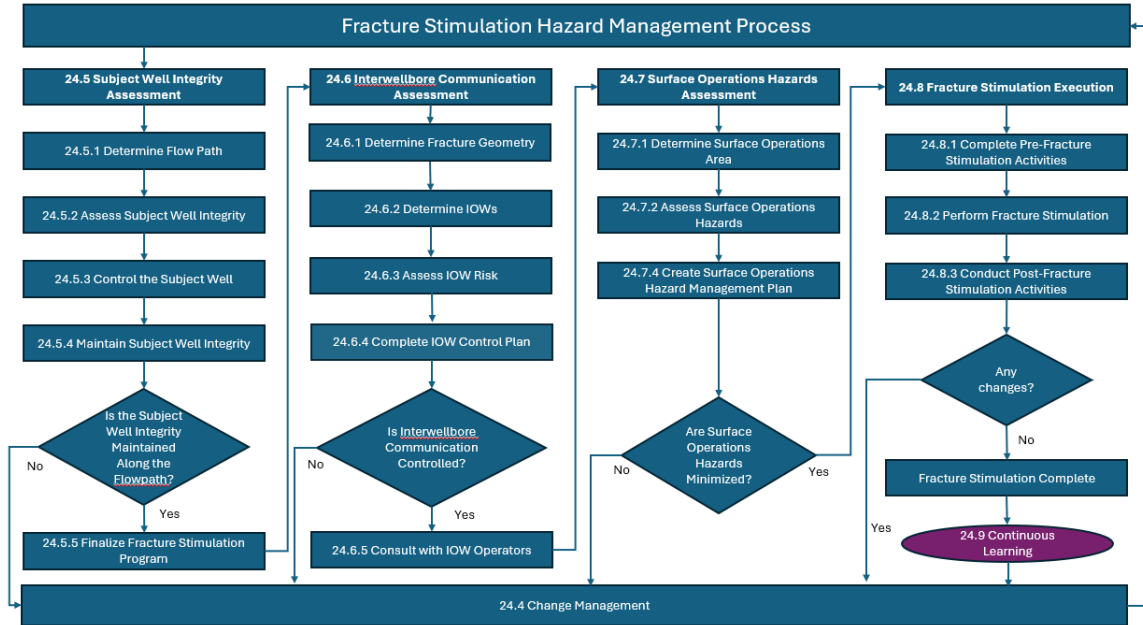 Fracture Stimulation Hazard Management Process
24.5 Subject Well Integrity
Assessment
24.5.1 Determine Flow Path
24.5.2 Assess Subject Well Integrity
24.5.3 Control the Subject Well
24.5.4 Maintain Subject Well Integrity
Is the Subject
Well Integrity
Maintained
Along the
Flowpath?
No
Yes
24.5.5 Finalize Fracture Stimulation
Program
24.6 Interwellbore Communication
Assessment
24.6.1 Determine Fracture Geometry
24.6.2 Determine IOWs
24.6.3 Assess IOW Risk
24.6.4 Complete IOW Control Plan
Is Interwellbore
Communication
Controlled?
No
Yes
24.6.5 Consult with IOW Operators
24.7 Surface Operations Hazards
Assessment
24.7.1 Determine Surface Operations
Area
24.7.2 Assess Surface Operations
Hazards
24.7.4 Create Surface Operations
Hazard Management Plan
Are Surface
Operations
Hazards
Minimized?
No
Yes
24.8 Fracture Stimulation Execution
24.8.1 Complete Pre-Fracture
Stimulation Activities
24.8.2 Perform Fracture Stimulation
24.8.3 Conduct Post-Fracture
Stimulation Activities
Any
changes?
No
Yes
Fracture Stimulation Complete
24.9 Continuous
Learning
24.4 Change Management